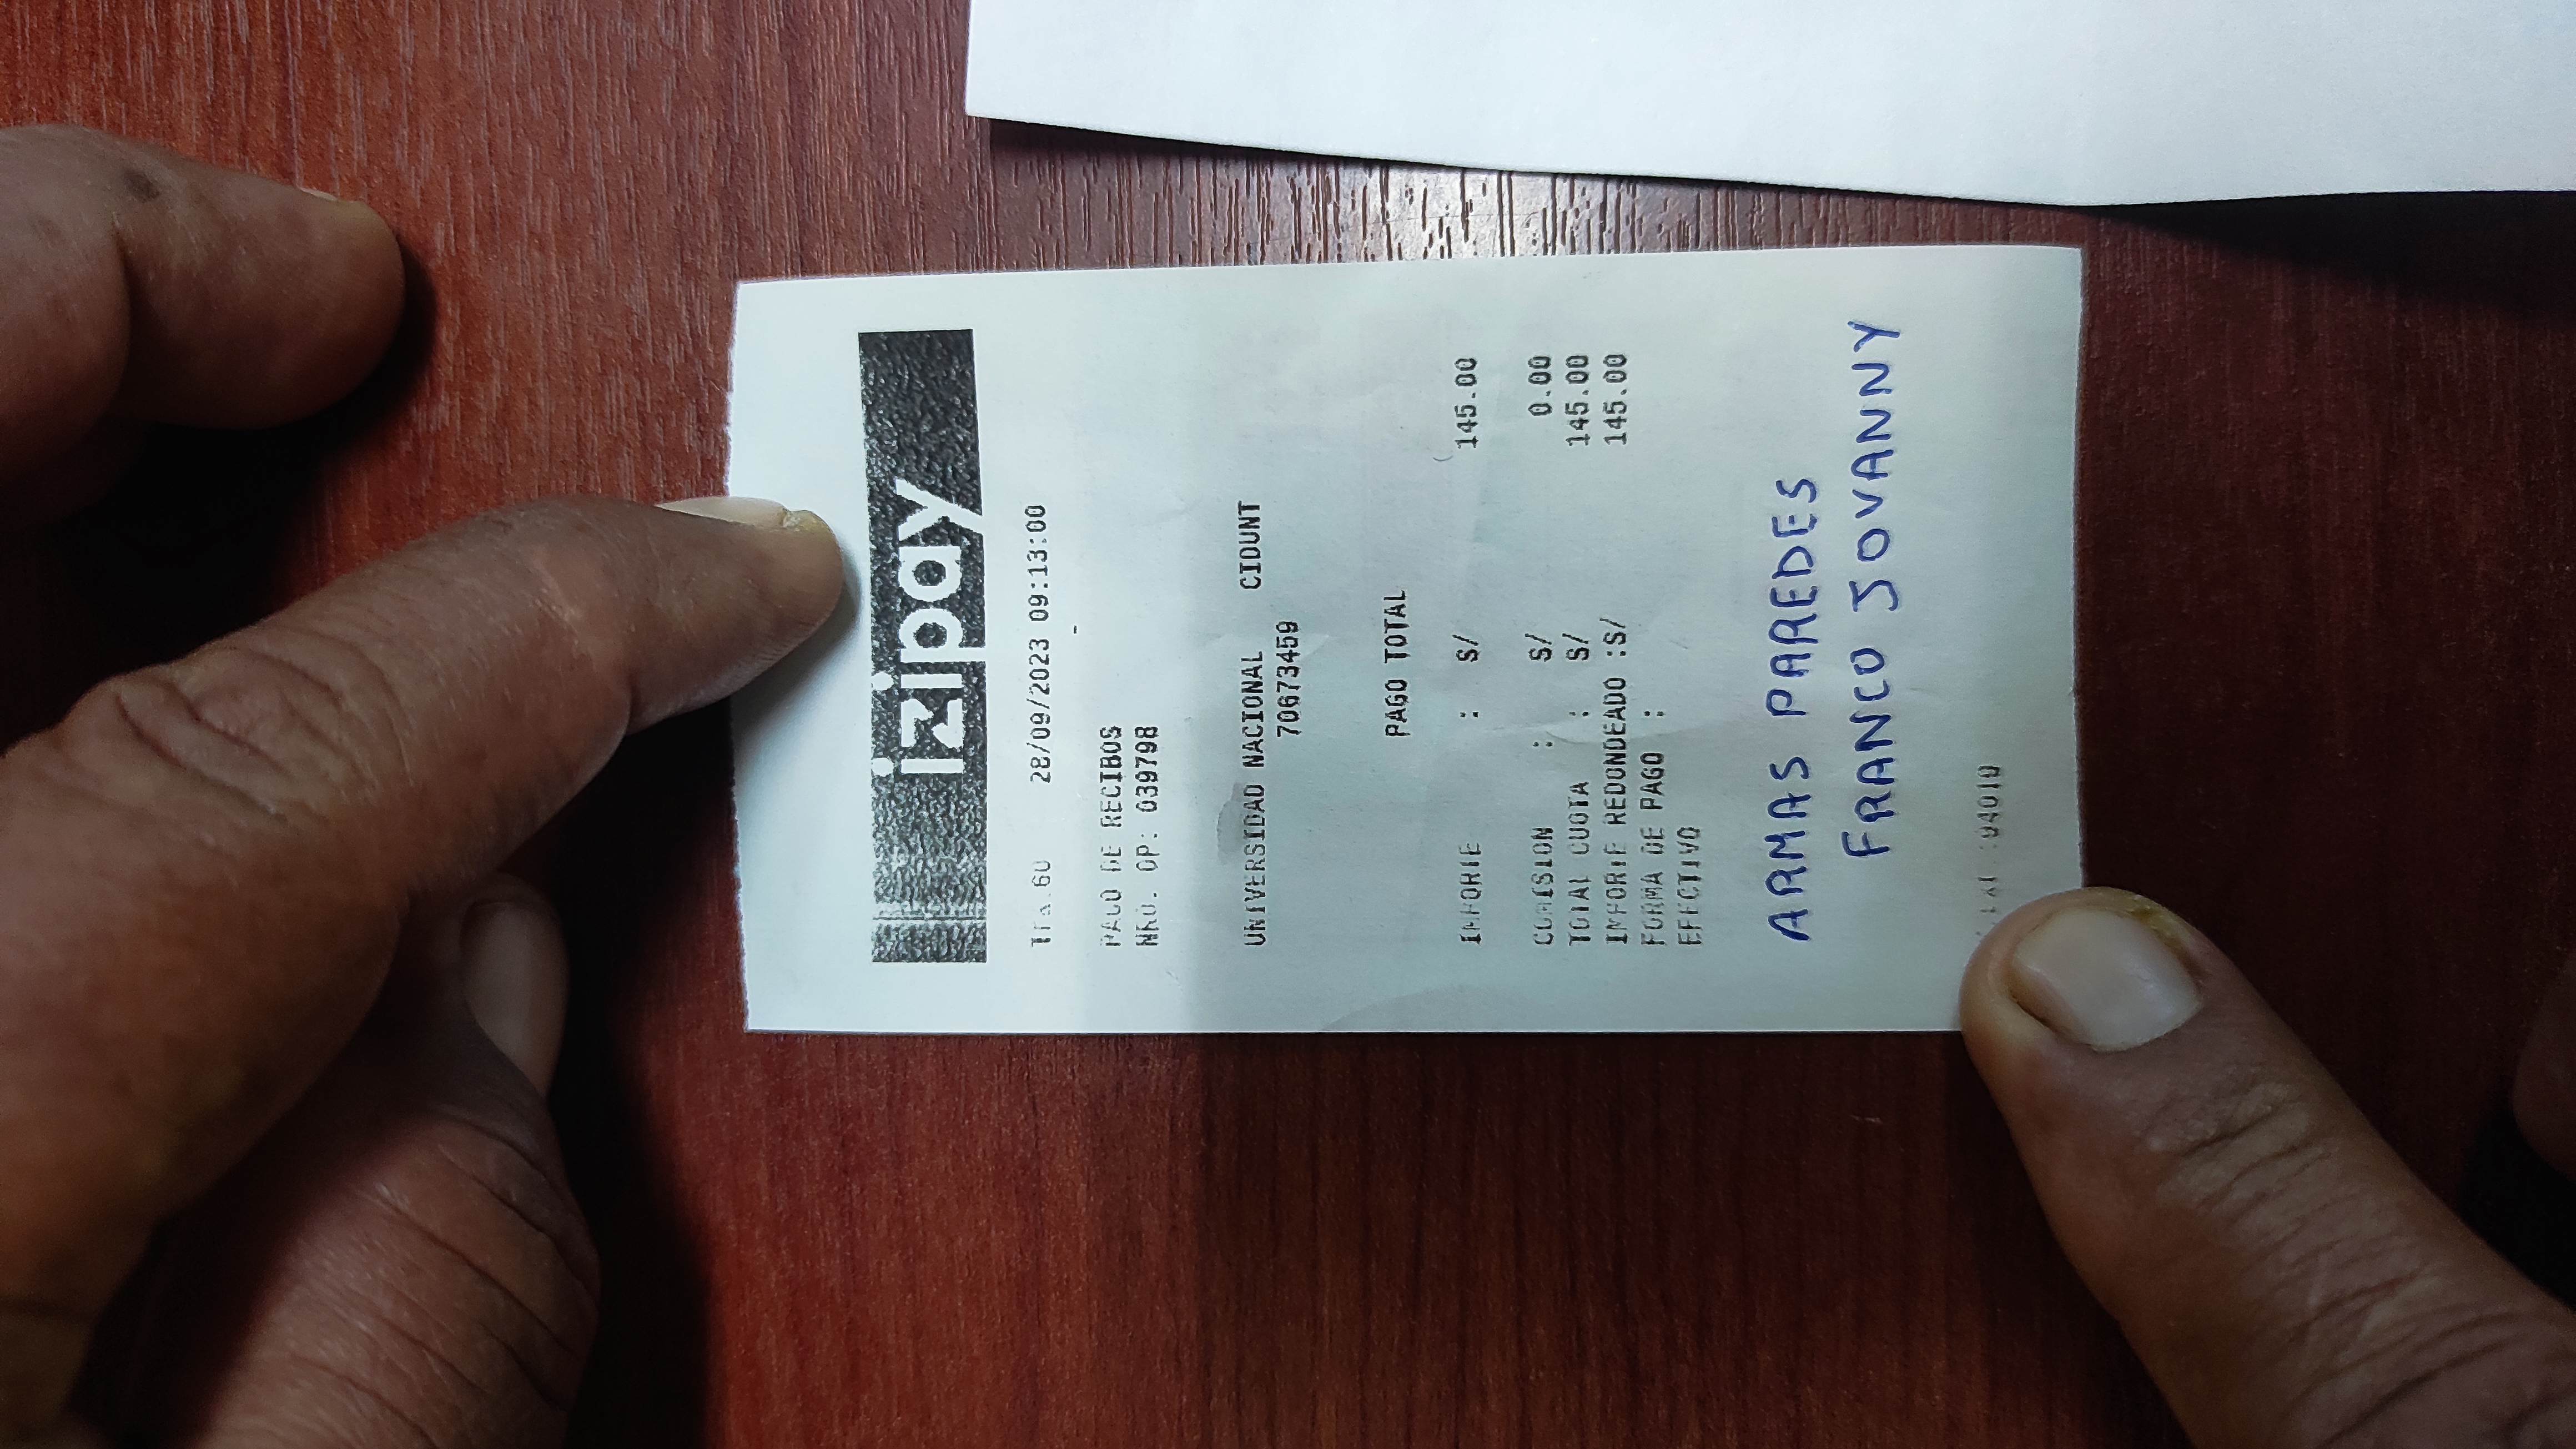 izipay
28/09/2023 09:13:00
-
PAGO DE RECIBOS
NRO. OP: 039798
UNIVERSIDAD NACIONAL CIDUNT
70673459
PAGO TOTAL
IMPORTE : S/ 145.00
COMISION : S/ 0.00
TOTAL CUOTA : S/ 145.00
IMPORTE REDONDEADO :S/ 145.00
FORMA DE PAGO :
EFECTIVO
ARMAS PAREDES
FRANCO JOVANNY